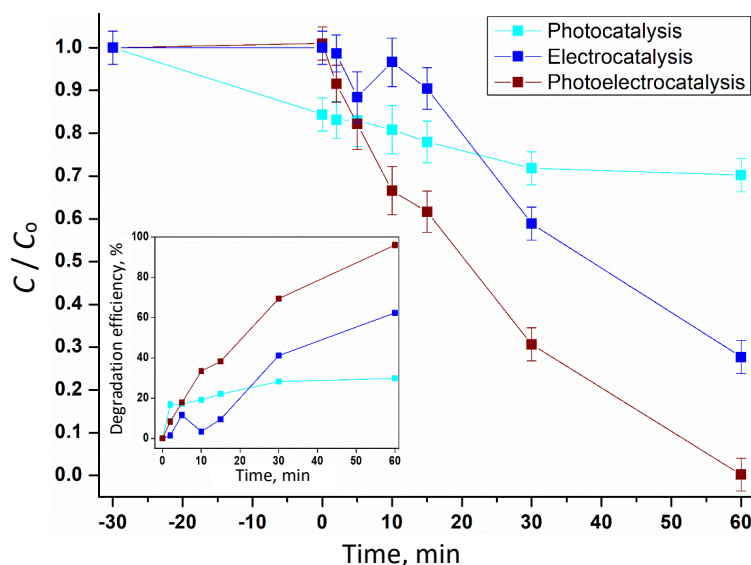 Photocatalysis
Electrocatalysis
Photoelectrocatalysis
C / Co
1.0
0.9
0.8
0.7
0.6
0.5
0.4
0.3
0.2
0.1
0.0
-30 -20 -10 0 10 20 30 40 50 60
Time, min
Degradation efficiency, %
100
80
60
40
20
0
0 10 20 30 40 50 60
Time, min